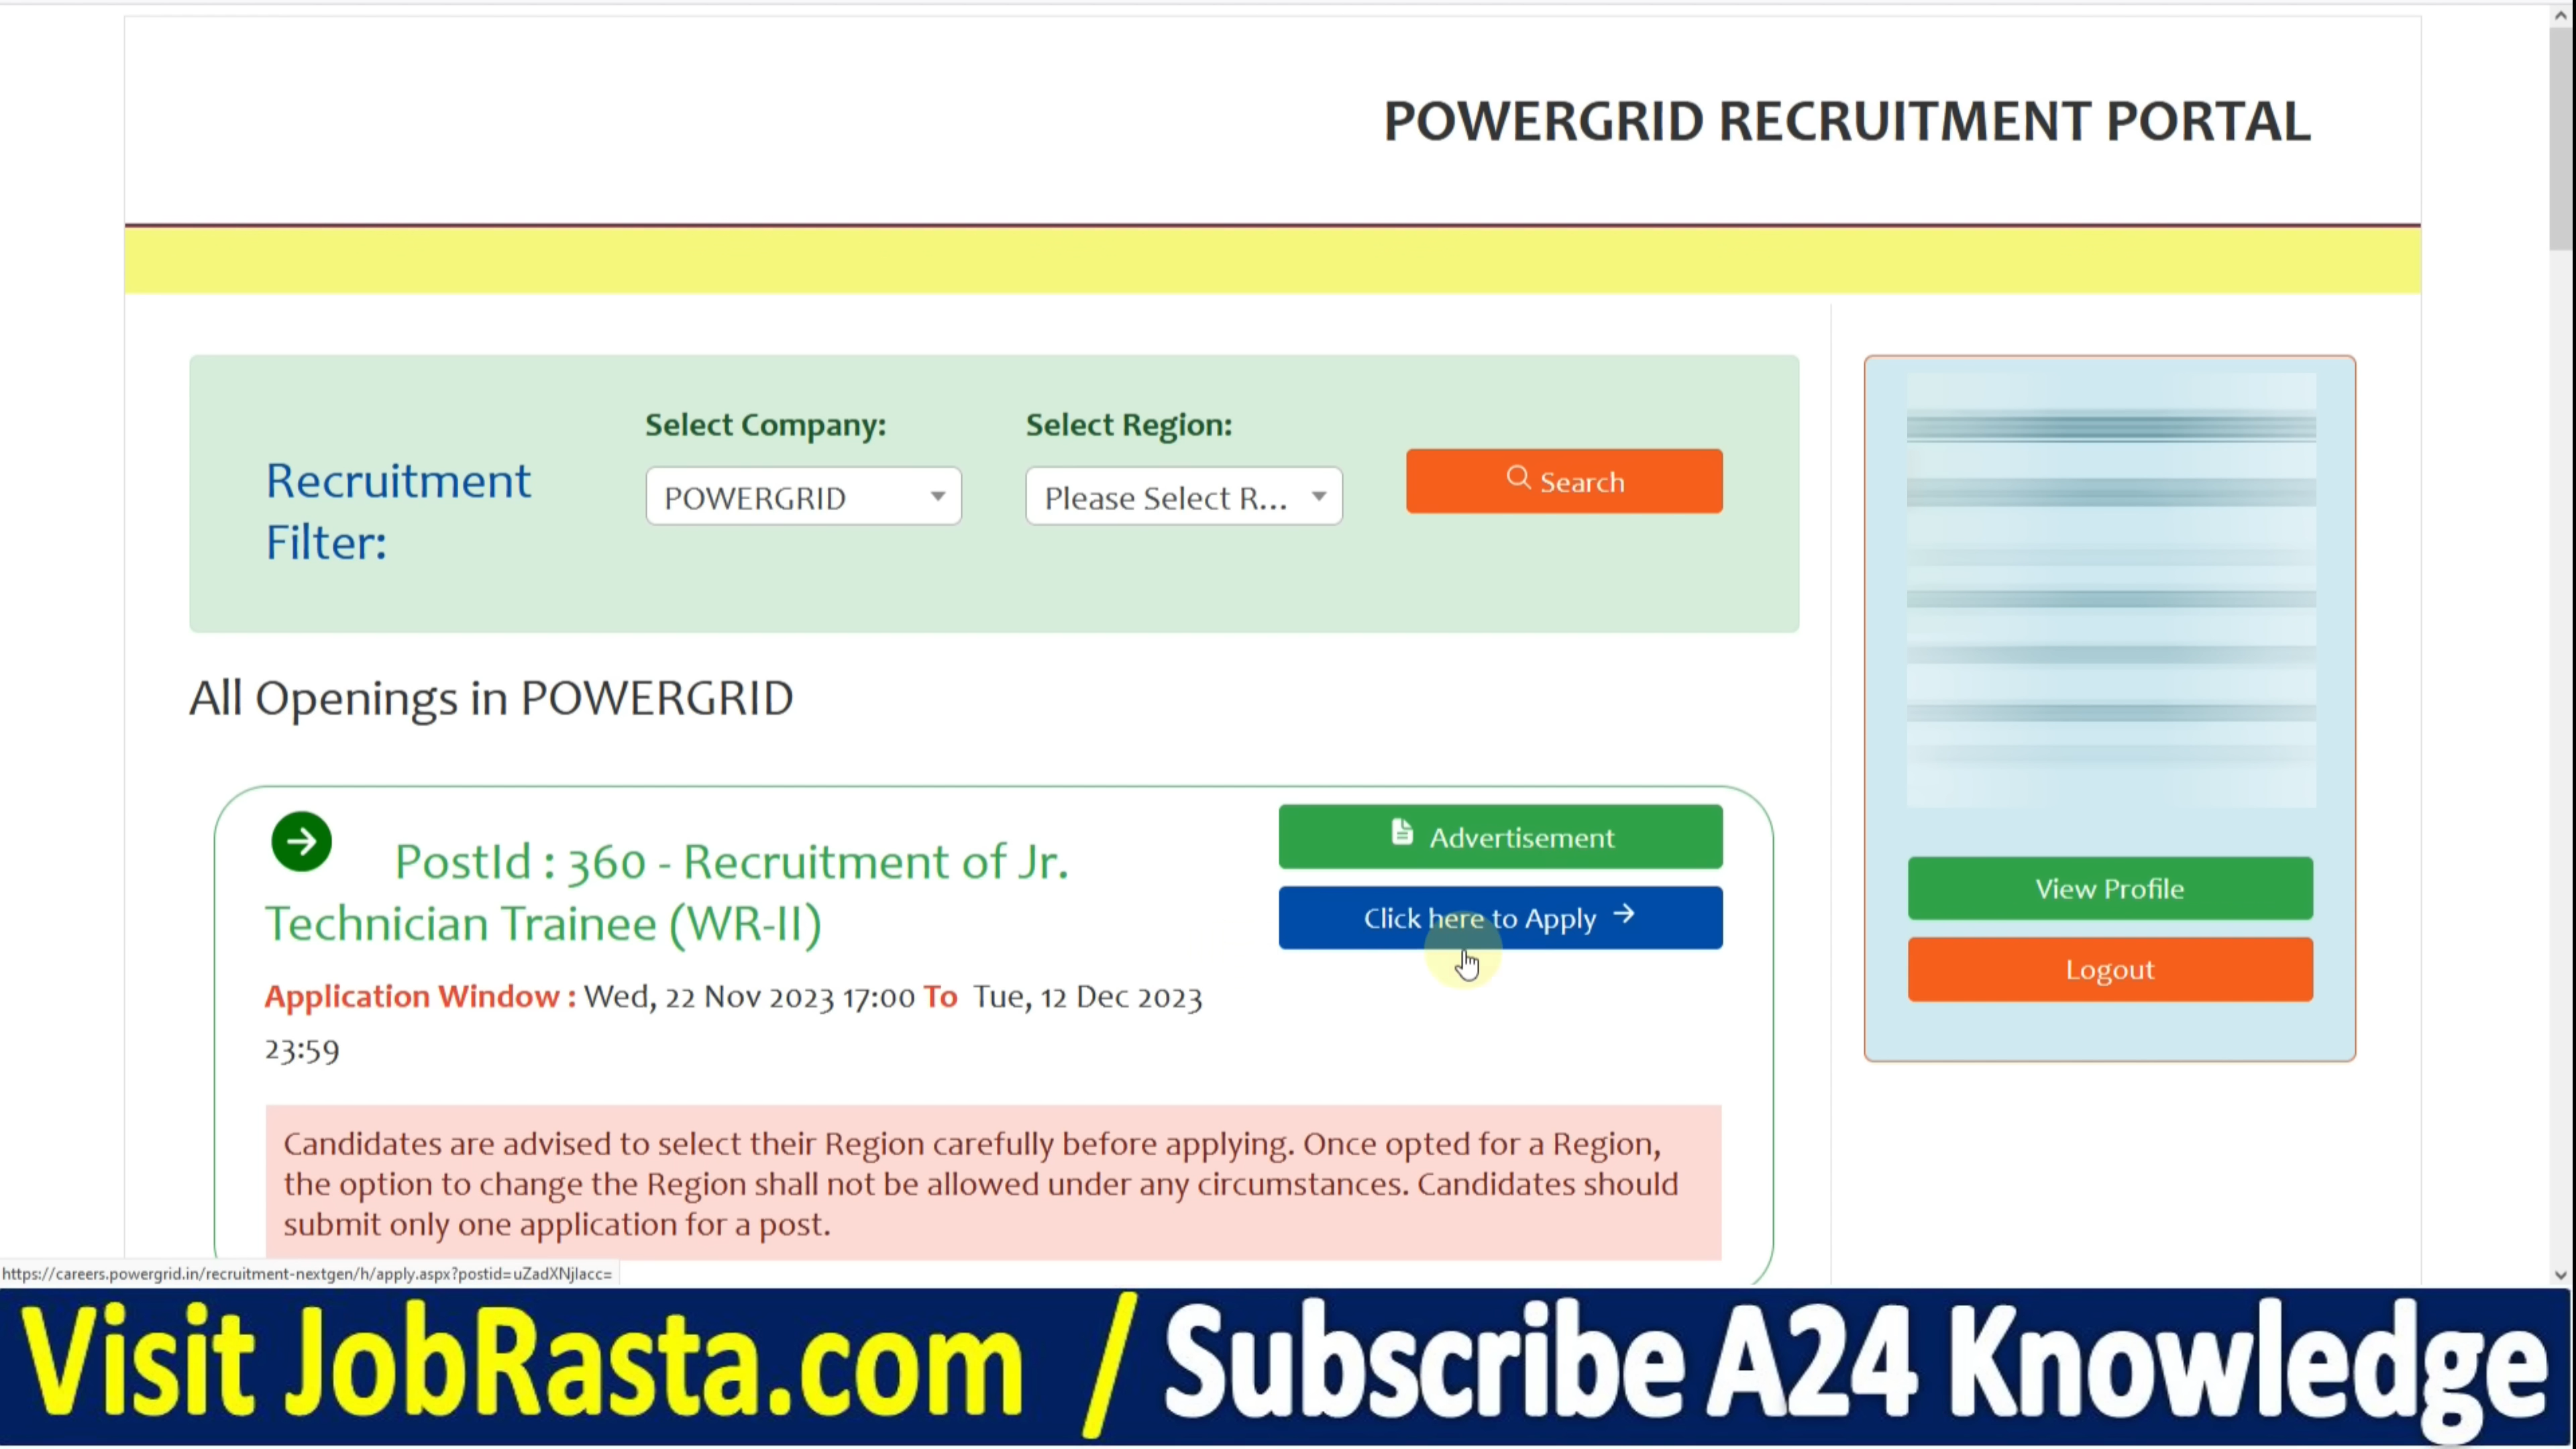 POWERGRID RECRUITMENT PORTAL
Recruitment
Filter:
Select Company:
POWERGRID
Select Region:
Please Select R...
Search
All Openings in POWERGRID
PostId : 360 - Recruitment of Jr.
Technician Trainee (WR-II)
Application Window : Wed, 22 Nov 2023 17:00 To Tue, 12 Dec 2023
23:59
Advertisement
Click here to Apply
Candidates are advised to select their Region carefully before applying. Once opted for a Region,
the option to change the Region shall not be allowed under any circumstances. Candidates should
submit only one application for a post.
View Profile
Logout
https://careers.powergrid.in/recruitment-nextgen/h/apply.aspx?postid=uZadXNjlacc=
Visit JobRasta.com / Subscribe A24 Knowledge